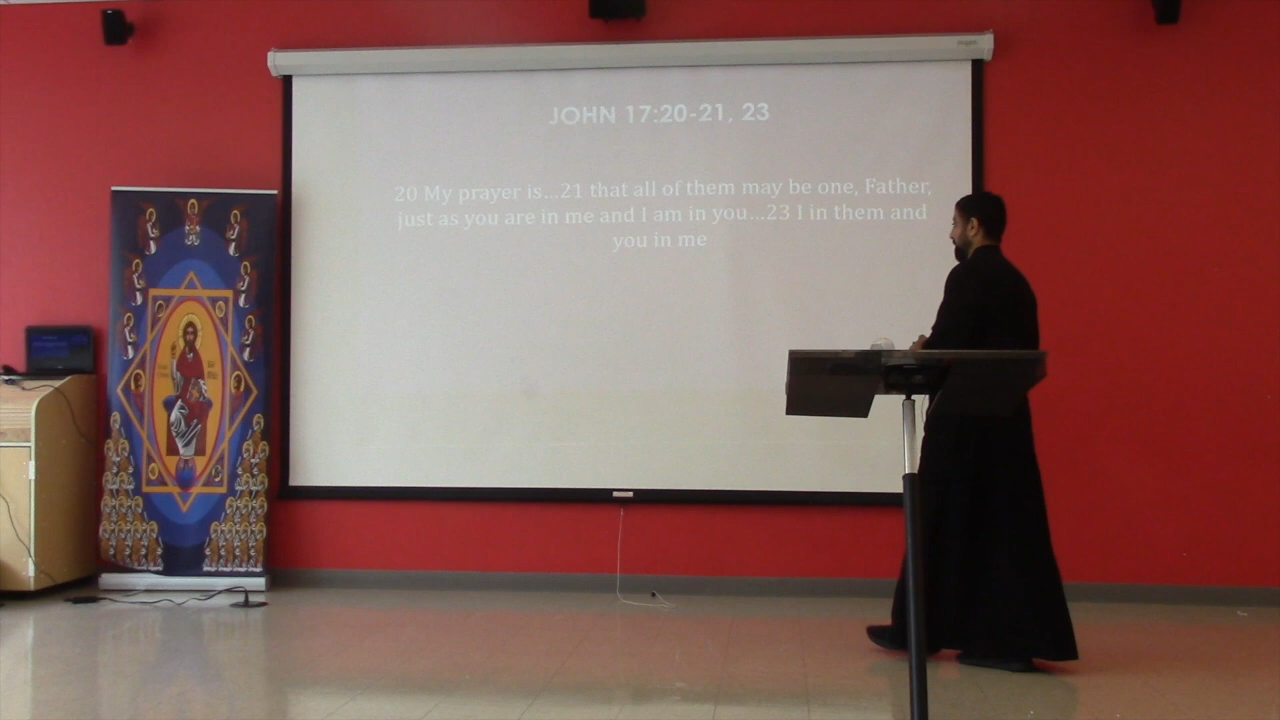 JOHN 17:20-21, 23
20 My prayer is...21 that all of them may be one, Father,
just as you are in me and I am in you...23 I in them and
you in me